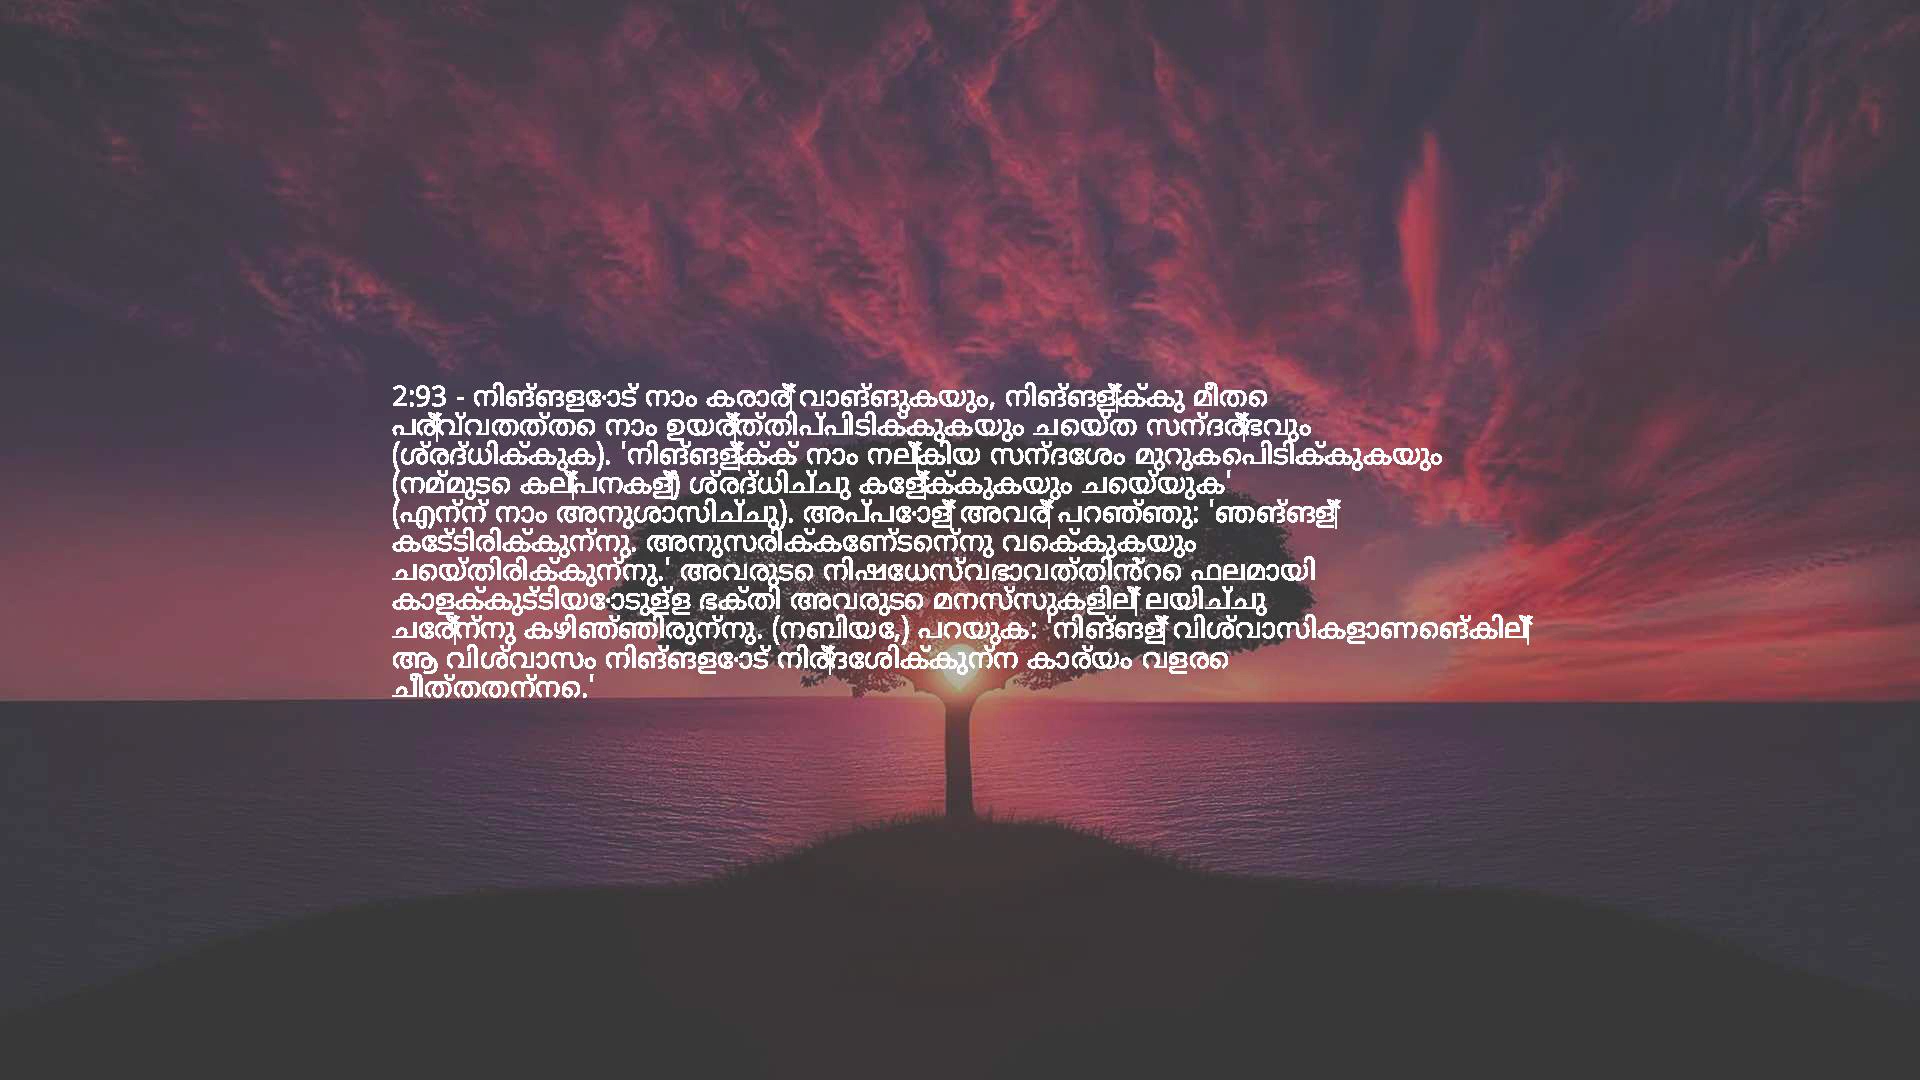 2:93 - നിങ്ങളോട് നാം കരാര്‍ വാങ്ങുകയും, നിങ്ങള്‍ക്കു മീതെ
പര്‍വ്വതത്തെ നാം ഉയര്‍ത്തിപ്പിടിക്കുകയും ചെയ്ത സന്ദര്‍ഭവും
(ശ്രദ്ധിക്കുക). 'നിങ്ങള്‍ക്ക് നാം നല്‍കിയ സന്ദേശം മുറുകെപിടിക്കുകയും
(നമ്മുടെ കല്‍പനകള്‍) ശ്രദ്ധിച്ചു കേള്‍ക്കുകയും ചെയ്യുക'
(എന്ന് നാം അനുശാസിച്ചു). അപ്പോള്‍ അവര്‍ പറഞ്ഞു: 'ഞങ്ങള്‍
കേട്ടിരിക്കുന്നു. അനുസരിക്കേണ്ടെന്നു വെക്കുകയും
ചെയ്തിരിക്കുന്നു.' അവരുടെ നിഷേധസ്വഭാവത്തിൻ്റെ ഫലമായി
കാളക്കുട്ടിയോടുള്ള ഭക്തി അവരുടെ മനസ്സുകളില്‍ ലയിച്ചു
ചേര്‍ന്നു കഴിഞ്ഞിരുന്നു. (നബിയേ,) പറയുക: 'നിങ്ങള്‍ വിശ്വാസികളാണെങ്കില്‍
ആ വിശ്വാസം നിങ്ങളോട് നിര്‍ദേശിക്കുന്ന കാര്യം വളരെ
ചീത്തതന്നെ.'